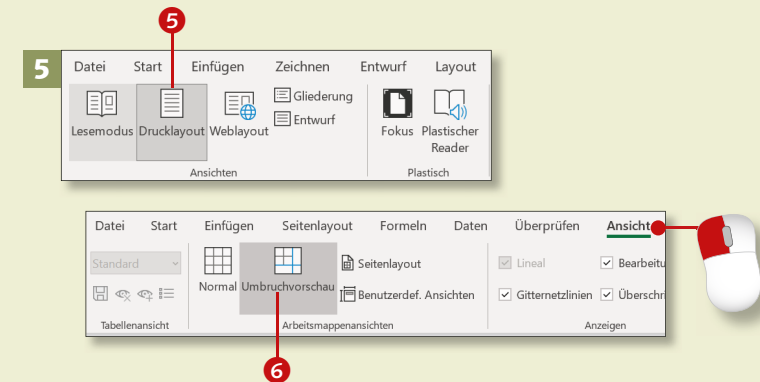 5
5
Datei Start Einfügen Zeichnen Entwurf Layout
Lesemodus Drucklayout Weblayout
Gliederung
Entwurf
Fokus Plastischer
Reader
Ansichten Plastisch
Datei Start Einfügen Seitenlayout Formeln Daten Überprüfen Ansicht
Standard
Normal Umbruchvorschau
Seitenlayout
Benutzerdef. Ansichten
Lineal Bearbeitu
Gitternetzlinien Überschri
Tabellenansicht Arbeitsmappenansichten Anzeigen
6